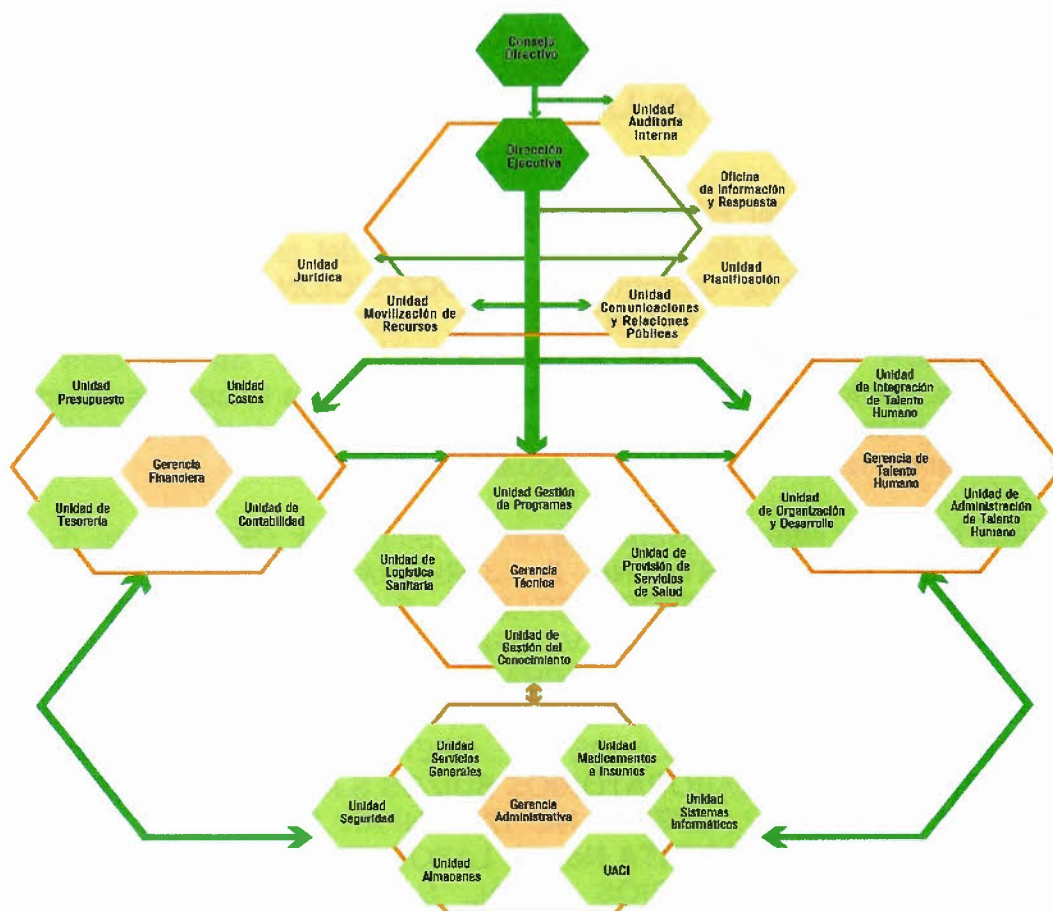 Consejo
Directivo
Unidad
Auditoría
Interna
Dirección
Ejecutiva
Oficina
de Información
y Respuesta
Unidad
Jurídica
Unidad
Planificación
Unidad
Movilización de
Recursos
Unidad
Comunicaciones
y Relaciones
Públicas
Unidad
Presupuesto
Unidad
Costos
Gerencia
Financiera
Unidad de
Tesorería
Unidad de
Contabilidad
Unidad
de Integración
de Talento
Humano
Gerencia de
Talento
Humano
Unidad
de Organización
y Desarrollo
Unidad de
Administración
de Talento
Humano
Unidad Gestión
de Programas
Unidad de
Logística
Sanitaria
Gerencia
Técnica
Unidad de
Provisión de
Servicios
de Salud
Unidad de
Gestión del
Conocimiento
Unidad
Servicios
Generales
Unidad
Medicamentos
e Insumos
Unidad
Seguridad
Gerencia
Administrativa
Unidad
Sistemas
Informáticos
Unidad
Almacenes
UACI